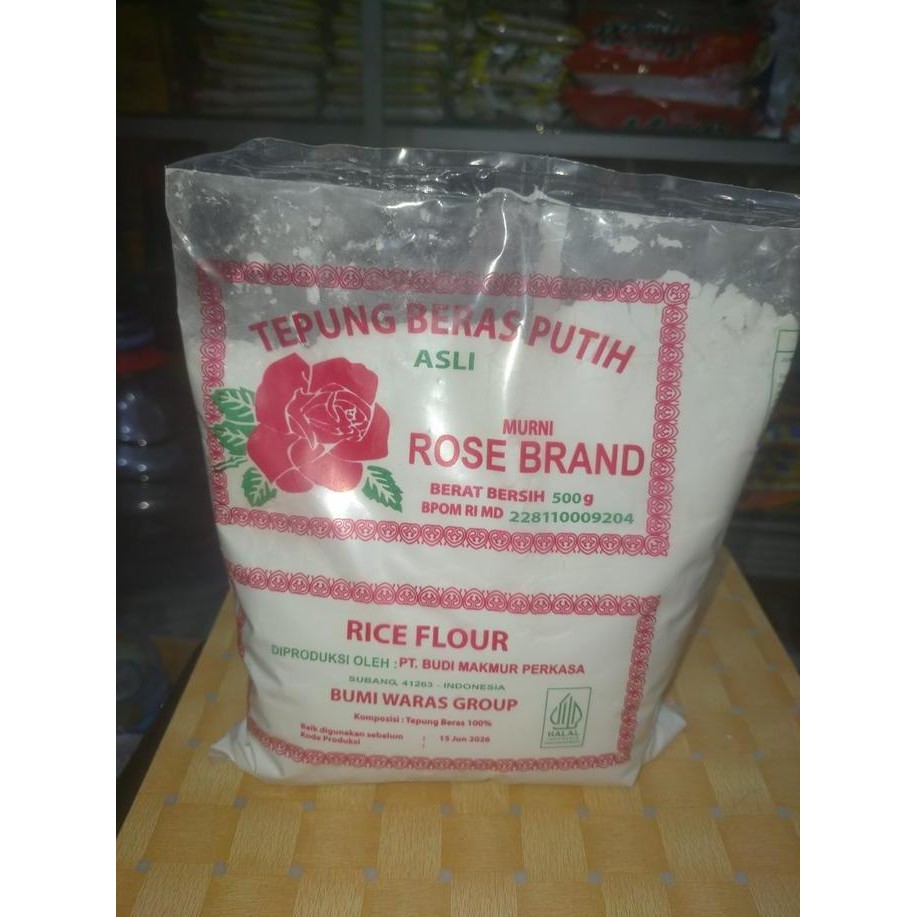 TEPUNG BERAS PUTIH
ASLI
MURNI
ROSE BRAND
BERAT BERSIH 500 g
BPOM RI MD 228110009204
RICE FLOUR
DIPRODUKSI OLEH : PT. BUDI MAKMUR PERKASA
SUBANG, 41263 - INDONESIA
BUMI WARAS GROUP
Komposisi : Tepung Beras 100%
Baik digunakan sebelum : 15 Jun 2026
Kode Produksi :
HALAL
INDONESIA